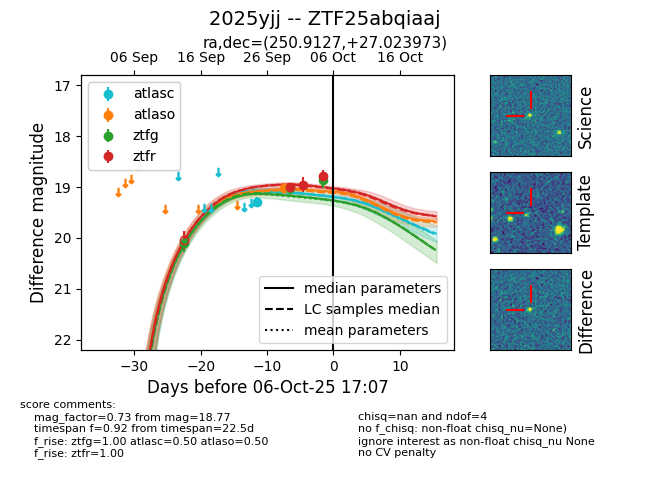 2025yjj -- ZTF25abqiaaj
ra,dec=(250.9127,+27.023973)
06 Sep
16 Sep
26 Sep
06 Oct
16 Oct
17
18
19
20
21
22
Difference magnitude
atlasc
atlaso
ztfg
ztfr
median parameters
LC samples median
mean parameters
−30
−20
−10
0
10
Days before 06-Oct-25 17:07
Science
Template
Difference
score comments:
mag_factor=0.73 from mag=18.77
timespan f=0.92 from timespan=22.5d
f_rise: ztfg=1.00 atlasc=0.50 atlaso=0.50
f_rise: ztfr=1.00
chisq=nan and ndof=4
no f_chisq: non-float chisq_nu=None)
ignore interest as non-float chisq_nu None
no CV penalty